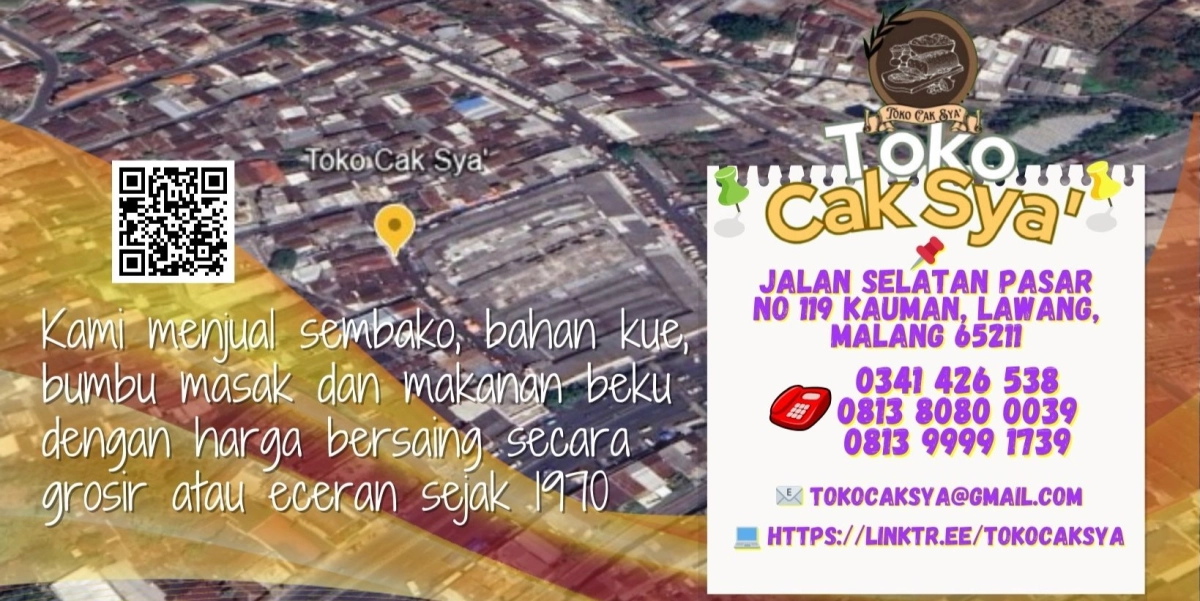 Toko Cak Sya'
Kami menjual sembako, bahan kue,
bumbu masak dan makanan beku
dengan harga bersaing secara
grosir atau eceran sejak 1970
TOKO CAK SYA'
Toko
Cak Sya'
JALAN SELATAN PASAR
NO 119 KAUMAN, LAWANG,
MALANG 65211
0341 426 538
0813 8080 0039
0813 9999 1739
E TOKOCAKSYA@GMAIL.COM
HTTPS://LINKTR.EE/TOKOCAKSYA